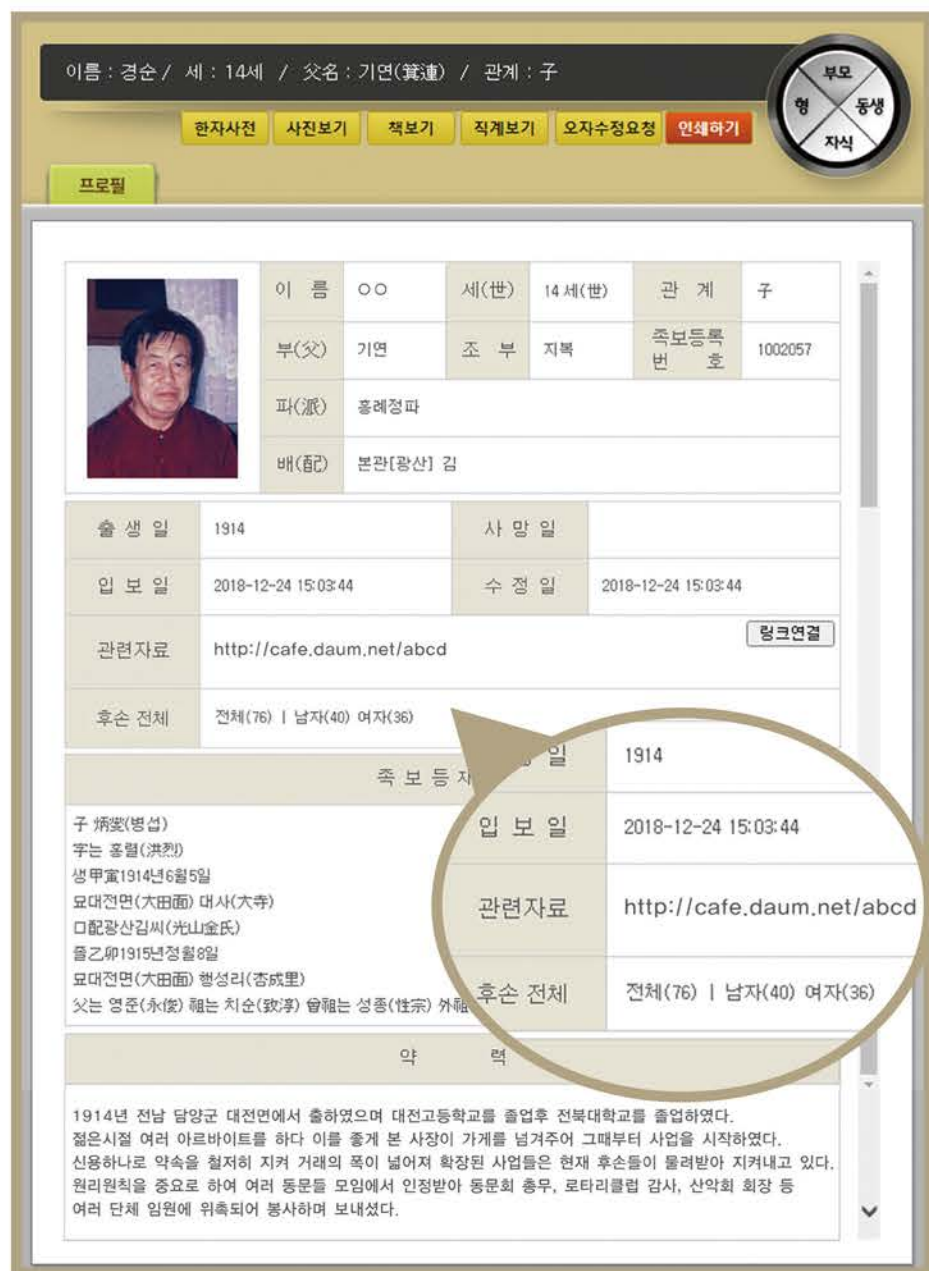 이름 : 경순 / 세 : 14세 / 父名 : 기연(箕連) / 관계 : 子
부모
형 동생
자식
한자사전 사진보기 책보기 직계보기 오자수정요청 인쇄하기
프로필
이 름 ○○ 세(世) 14 세(世) 관 계 子
부(父) 기연 조 부 지복 족보등록 번 호 1002057
파(派) 홍례정파
배(配) 본관[광산] 김
출 생 일 1914 사 망 일
입 보 일 2018-12-24 15:03:44 수 정 일 2018-12-24 15:03:44
관련자료 http://cafe.daum.net/abcd 링크연결
후손 전체 전체(76) | 남자(40) 여자(36)
족 보 등
子 炳燮(병섭)
字는 홍렬(洪烈)
생甲寅1914년6월5일
묘대전면(大田面) 대사(大寺)
口配광산김씨(光山金氏)
졸乙卯1915년정월8일
묘대전면(大田面) 행성리(杏成里)
父는 영준(永俊) 祖는 치순(致淳) 曾祖는 성종(性宗) 外祖
일 1914
입 보 일 2018-12-24 15:03:44
관련자료 http://cafe.daum.net/abcd
후손 전체 전체(76) | 남자(40) 여자(36)
약 력
1914년 전남 담양군 대전면에서 출하였으며 대전고등학교를 졸업후 전북대학교를 졸업하였다.
젊은시절 여러 아르바이트를 하다 이를 좋게 본 사장이 가게를 넘겨주어 그때부터 사업을 시작하였다.
신용하나로 약속을 철저히 지켜 거래의 폭이 넓어져 확장된 사업들은 현재 후손들이 물려받아 지켜내고 있다.
원리원칙을 중요로 하여 여러 동문들 모임에서 인정받아 동문회 총무, 로타리클럽 감사, 산악회 회장 등
여러 단체 임원에 위촉되어 봉사하며 보내셨다.